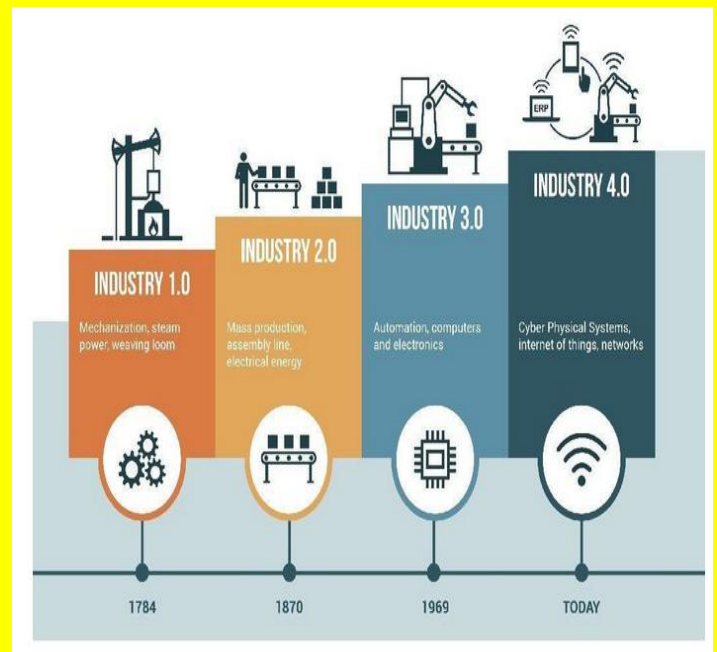 ERP
INDUSTRY 1.0
Mechanization, steam
power, weaving loom
INDUSTRY 2.0
Mass production,
assembly line,
electrical energy
INDUSTRY 3.0
Automation, computers
and electronics
INDUSTRY 4.0
Cyber Physical Systems,
internet of things, networks
1784
1870
1969
TODAY